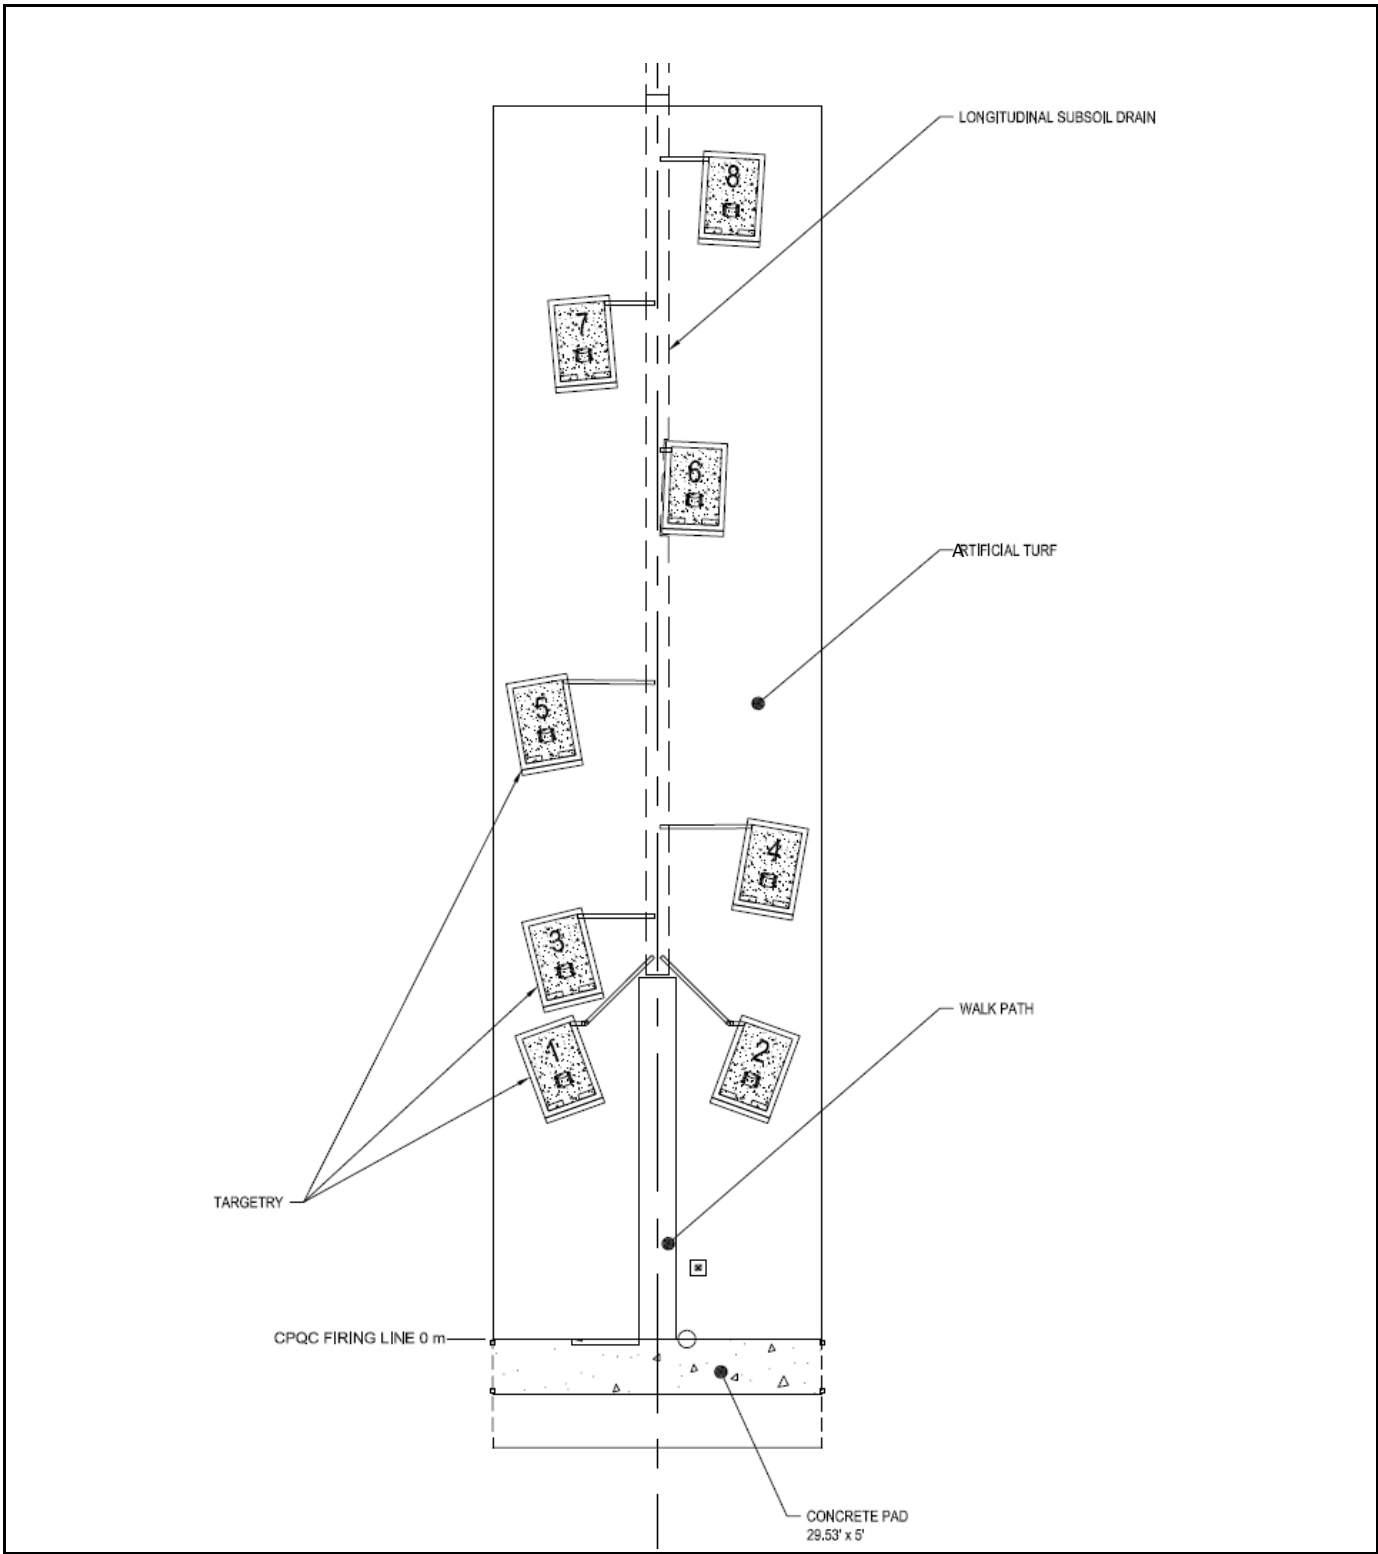 LONGITUDINAL SUBSOIL DRAIN
8
7
6
ARTIFICIAL TURF
5
4
3
WALK PATH
1
2
TARGETRY
CPQC FIRING LINE 0 m
CONCRETE PAD
29.53' x 5'